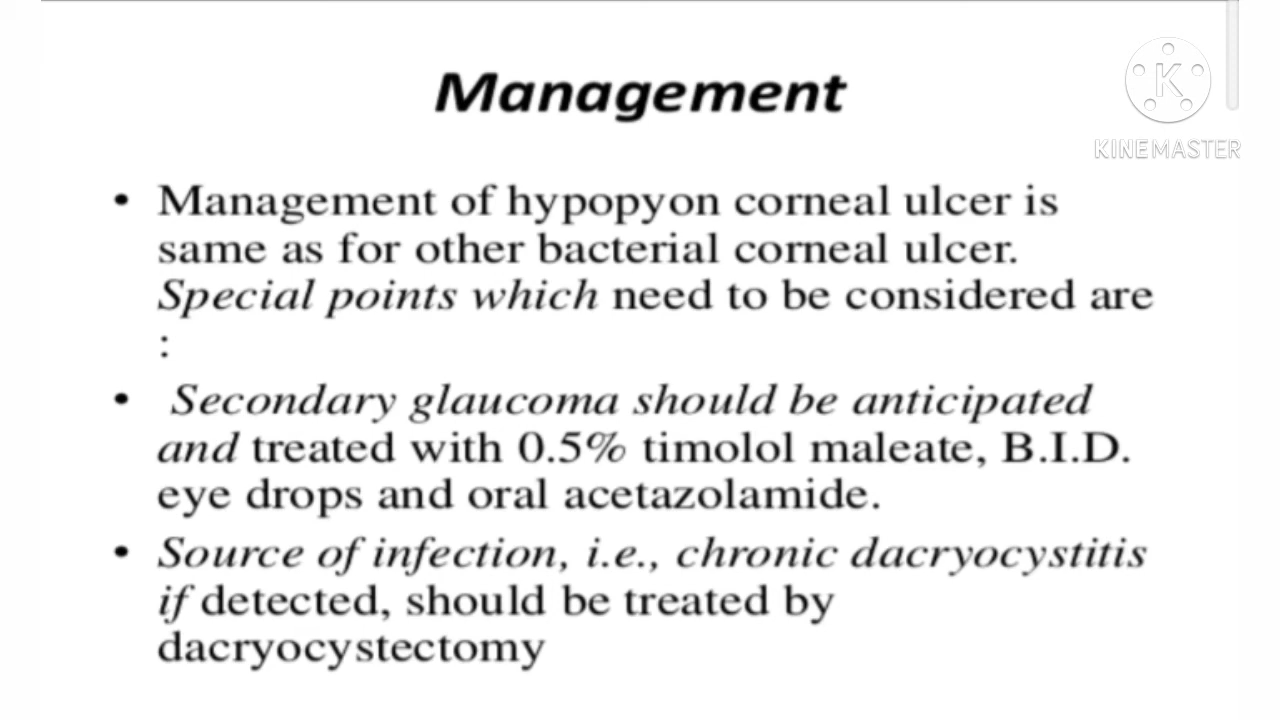 Management
K
KINEMASTER
• Management of hypopyon corneal ulcer is
same as for other bacterial corneal ulcer.
Special points which need to be considered are
:
• Secondary glaucoma should be anticipated
and treated with 0.5% timolol maleate, B.I.D.
eye drops and oral acetazolamide.
• Source of infection, i.e., chronic dacryocystitis
if detected, should be treated by
dacryocystectomy